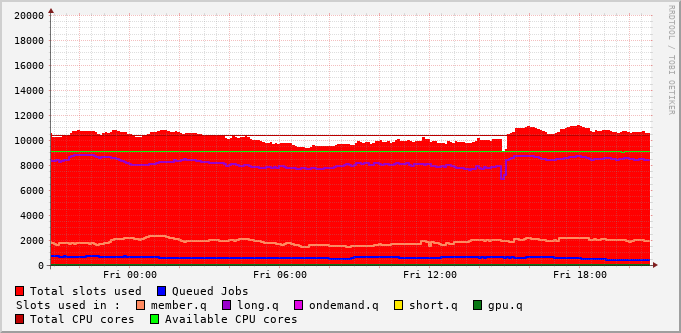 RRDTOOL / TOBI OETIKER
20000
18000
16000
14000
12000
10000
8000
6000
4000
2000
0
Fri 00:00 Fri 06:00 Fri 12:00 Fri 18:00
Total slots used Queued Jobs
Slots used in : member.q long.q ondemand.q short.q gpu.q
Total CPU cores Available CPU cores